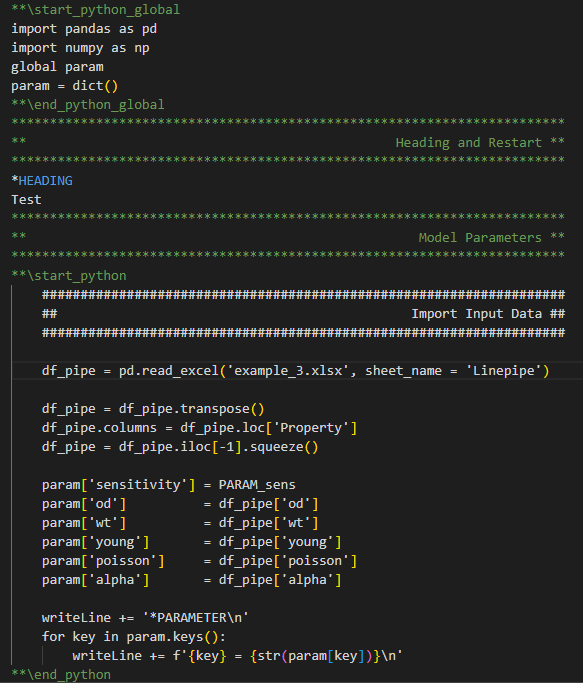 **\start_python_global
import pandas as pd
import numpy as np
global param
param = dict()
**\end_python_global
************************************************************************
**                                                Heading and Restart **
************************************************************************
*HEADING
Test
************************************************************************
**                                                   Model Parameters **
************************************************************************
**\start_python
    ####################################################################
    ##                                              Import Input Data ##
    ####################################################################
    df_pipe = pd.read_excel('example_3.xlsx', sheet_name = 'Linepipe')
    df_pipe = df_pipe.transpose()
    df_pipe.columns = df_pipe.loc['Property']
    df_pipe = df_pipe.iloc[-1].squeeze()
    param['sensitivity'] = PARAM_sens
    param['od']          = df_pipe['od']
    param['wt']          = df_pipe['wt']
    param['young']       = df_pipe['young']
    param['poisson']     = df_pipe['poisson']
    param['alpha']       = df_pipe['alpha']
    writeLine += '*PARAMETER\n'
    for key in param.keys():
        writeLine += f'{key} = {str(param[key])}\n'
**\end_python